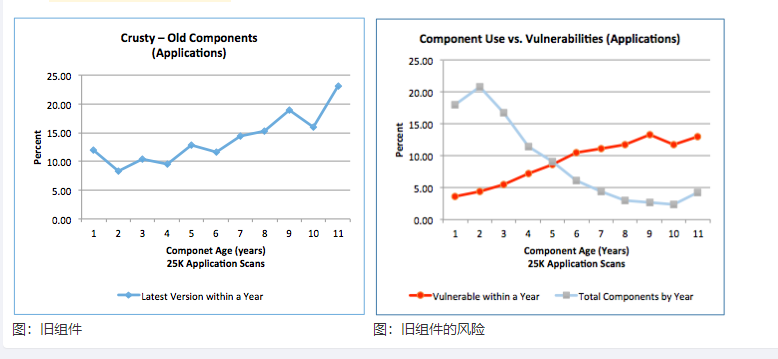 Crusty – Old Components
(Applications)
25.00
20.00
15.00
10.00
5.00
0.00
Percent
1 2 3 4 5 6 7 8 9 10 11
Componet Age (years)
25K Application Scans
Latest Version within a Year
图：旧组件
Component Use vs. Vulnerabilities (Applications)
25.00
20.00
15.00
10.00
5.00
0.00
Percent
1 2 3 4 5 6 7 8 9 10 11
Component Age (Years)
25K Application Scans
Vulnerable within a Year Total Components by Year
图：旧组件的风险